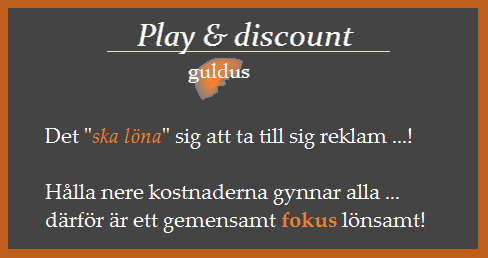 Play & discount
guldus
Det "ska löna" sig att ta till sig reklam ...!
Hålla nere kostnaderna gynnar alla ...
därför är ett gemensamt fokus lönsamt!